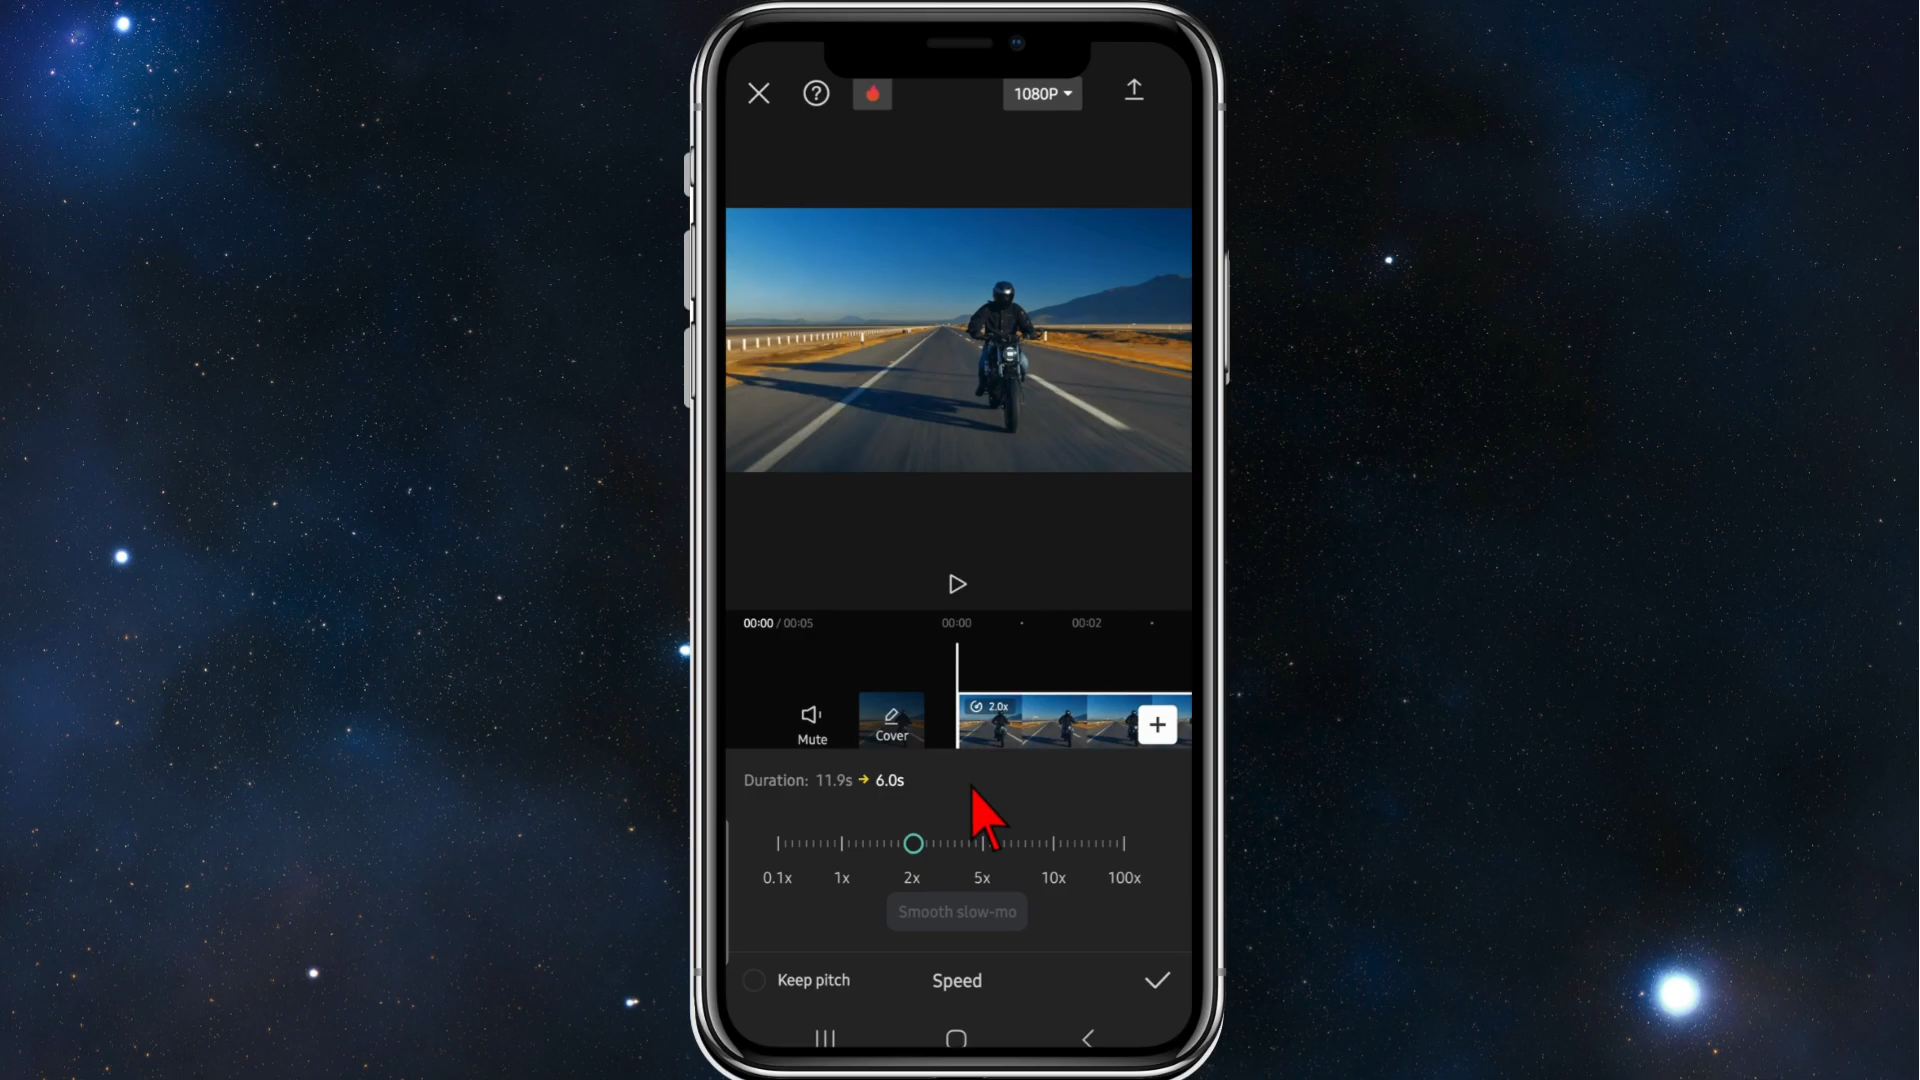 1080P
00:00 / 00:05
00:00
00:02
2.0x
Mute
Cover
Duration: 11.9s → 6.0s
0.1x 1x 2x 5x 10x 100x
Smooth slow-mo
Keep pitch
Speed